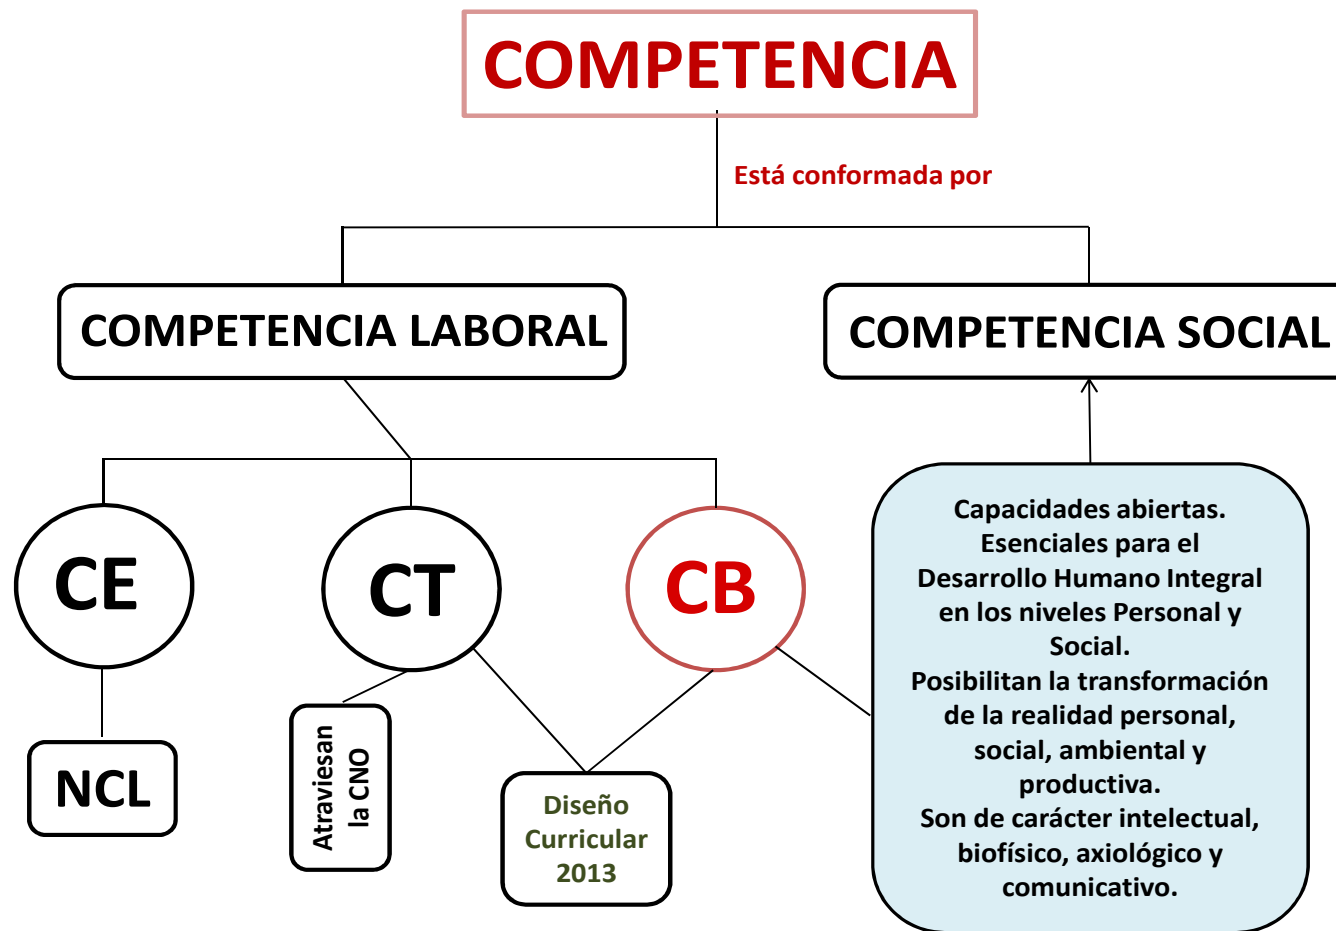 COMPETENCIA
Está conformada por
COMPETENCIA LABORAL
COMPETENCIA SOCIAL
CE
CT
CB
NCL
Atraviesan
la CNO
Diseño
Curricular
2013
Capacidades abiertas.
Esenciales para el
Desarrollo Humano Integral
en los niveles Personal y
Social.
Posibilitan la transformación
de la realidad personal,
social, ambiental y
productiva.
Son de carácter intelectual,
biofísico, axiológico y
comunicativo.